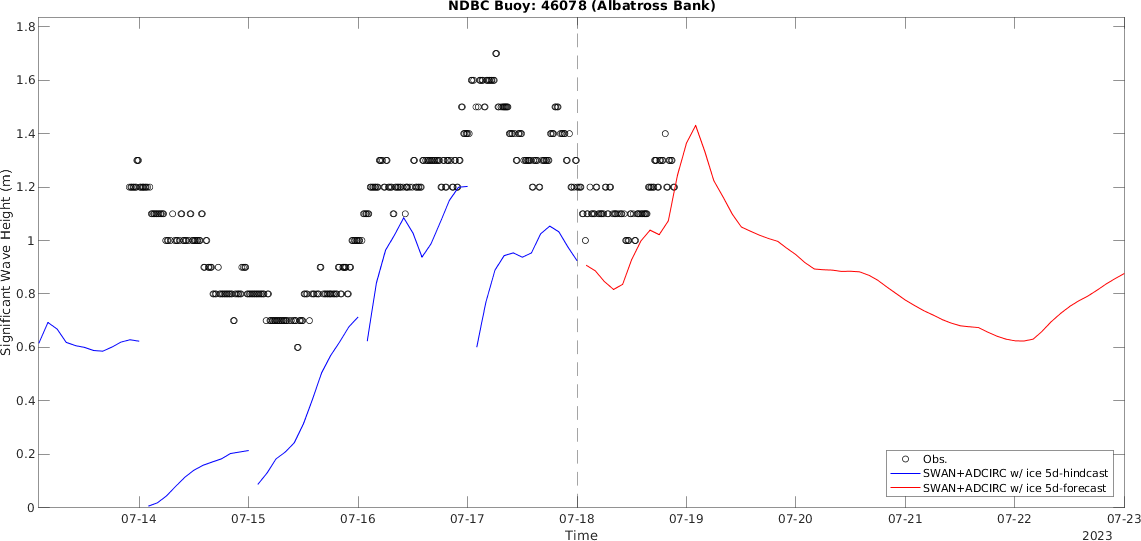 NDBC Buoy: 46078 (Albatross Bank)
Significant Wave Height (m)
1.8
1.6
1.4
1.2
1
0.8
0.6
0.4
0.2
0
Obs.
SWAN+ADCIRC w/ ice 5d-hindcast
SWAN+ADCIRC w/ ice 5d-forecast
07-14 07-15 07-16 07-17 07-18 07-19 07-20 07-21 07-22 07-23
Time
2023